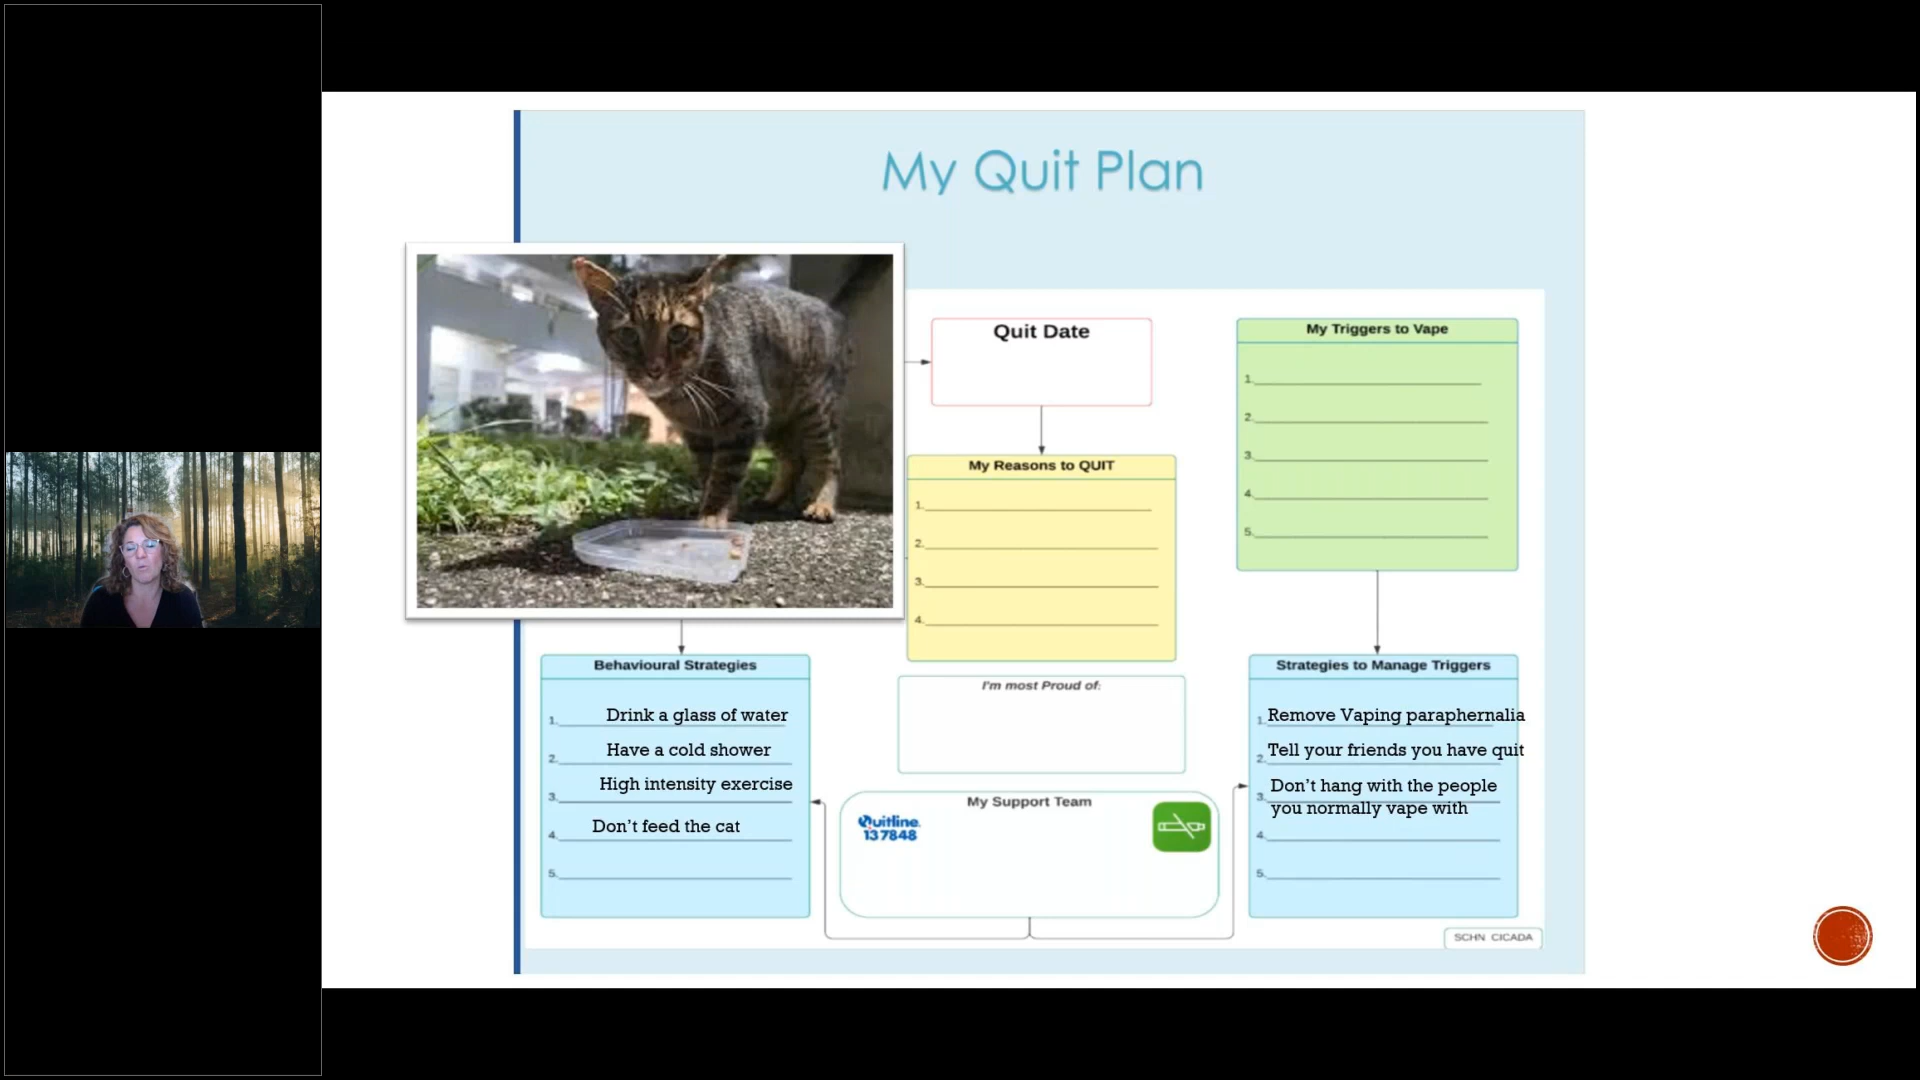 My Quit Plan
Quit Date
My Triggers to Vape
1.
2.
3.
4.
5.
My Reasons to QUIT
1.
2.
3.
4.
Behavioural Strategies
1. Drink a glass of water
2. Have a cold shower
3. High intensity exercise
4. Don’t feed the cat
5.
I'm most Proud of:
My Support Team
Quitline.
137848
Strategies to Manage Triggers
1. Remove Vaping paraphernalia
2. Tell your friends you have quit
3. Don’t hang with the people
you normally vape with
4.
5.
SCHN CICADA